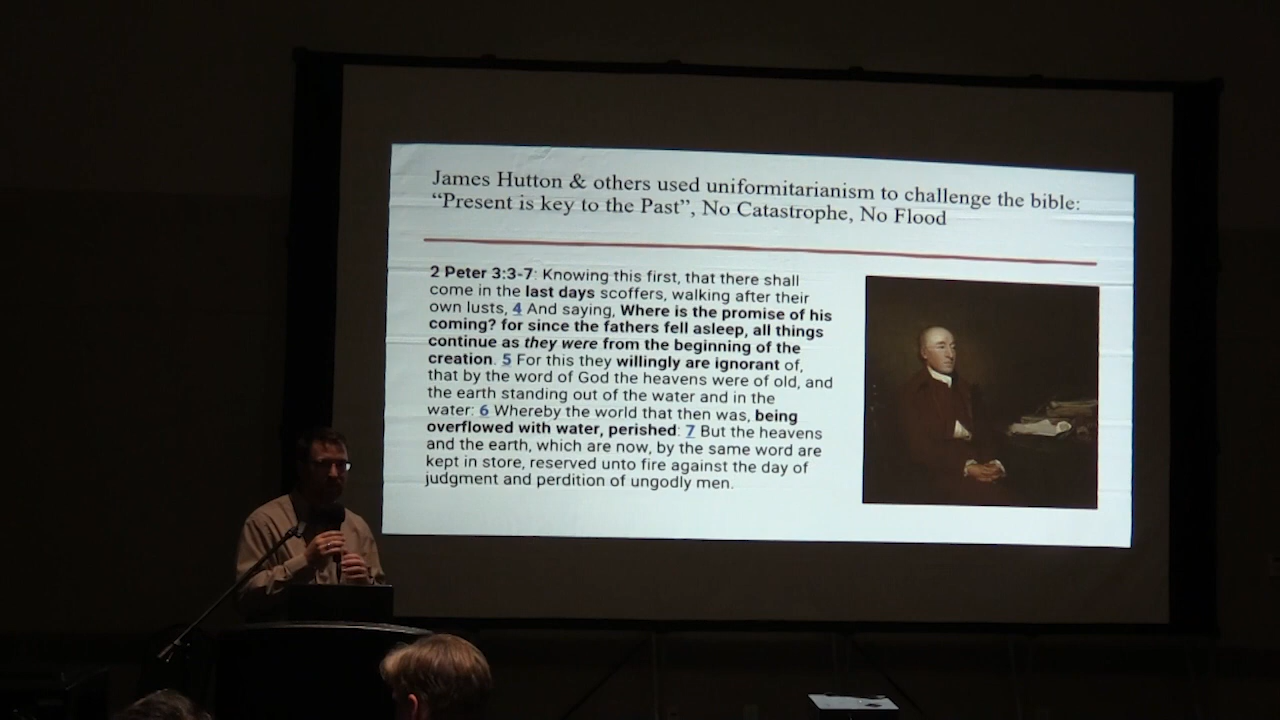 James Hutton & others used uniformitarianism to challenge the bible:
“Present is key to the Past”, No Catastrophe, No Flood
2 Peter 3:3-7: Knowing this first, that there shall
come in the last days scoffers, walking after their
own lusts, 4 And saying, Where is the promise of his
coming? for since the fathers fell asleep, all things
continue as they were from the beginning of the
creation. 5 For this they willingly are ignorant of,
that by the word of God the heavens were of old, and
the earth standing out of the water and in the
water: 6 Whereby the world that then was, being
overflowed with water, perished: 7 But the heavens
and the earth, which are now, by the same word are
kept in store, reserved unto fire against the day of
judgment and perdition of ungodly men.